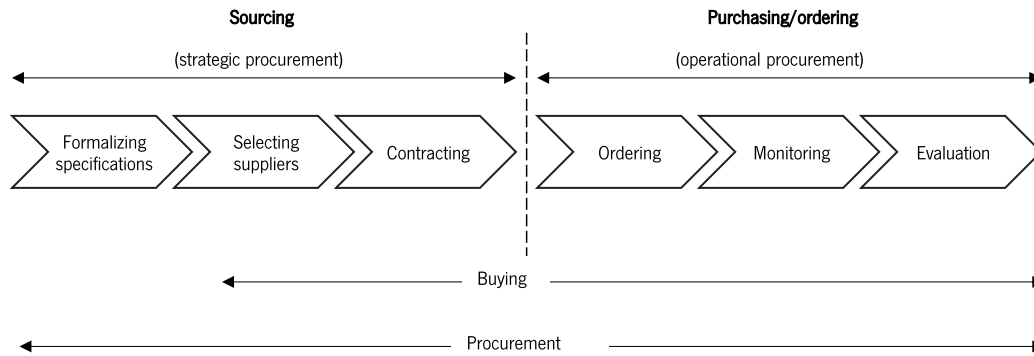 Sourcing
Purchasing/ordering
(strategic procurement)
(operational procurement)
Formalizing
specifications
Selecting
suppliers
Contracting
Ordering
Monitoring
Evaluation
Buying
Procurement